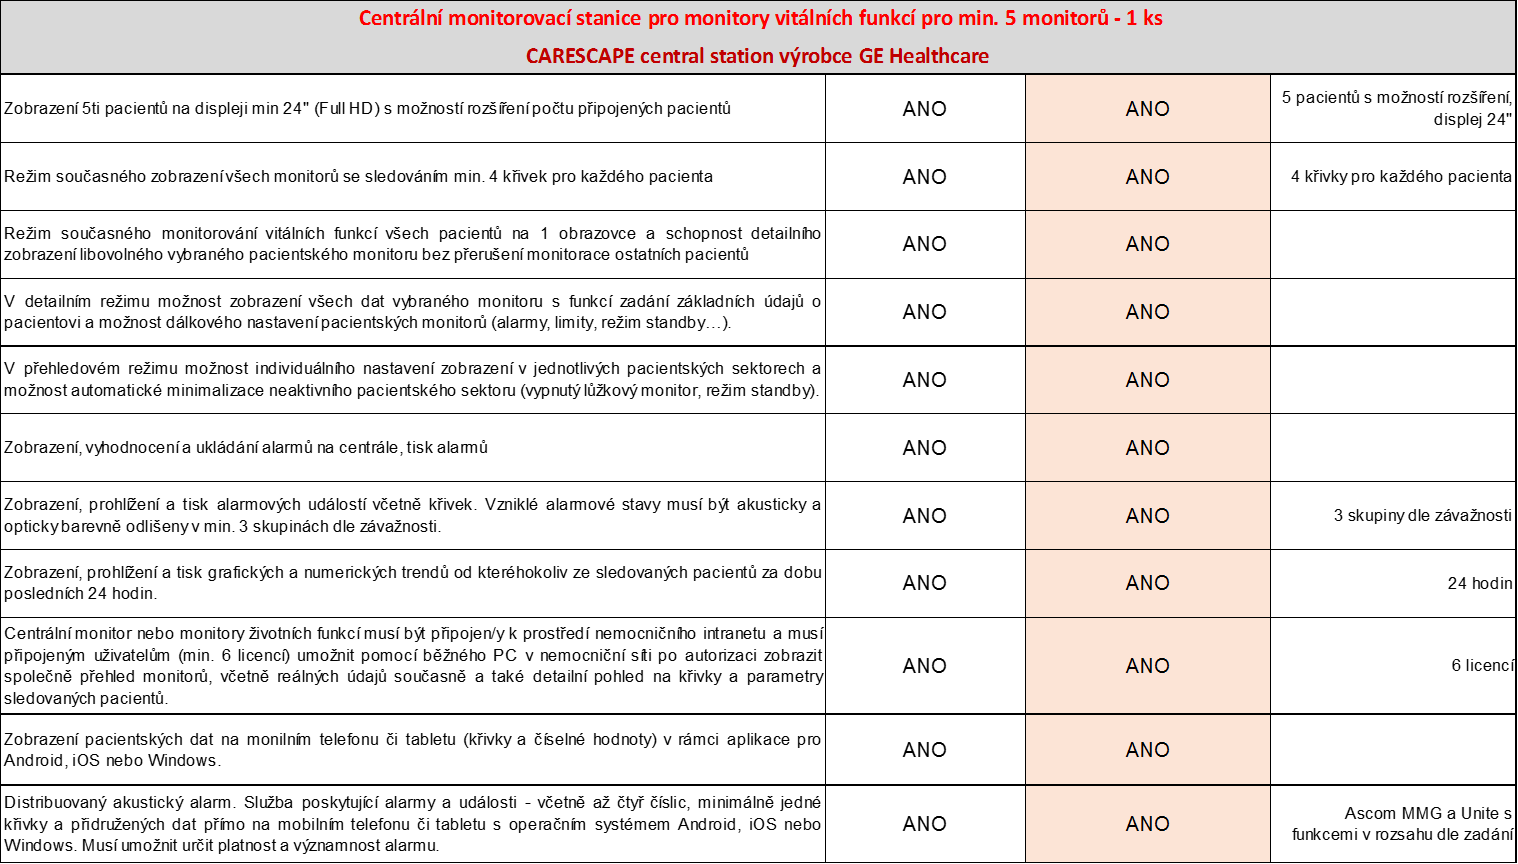 Centrální monitorovací stanice pro monitory vitálních funkcí pro min. 5 monitorů - 1 ks
CARESCAPE central station výrobce GE Healthcare
Zobrazení 5ti pacientů na displeji min 24" (Full HD) s možností rozšíření počtu připojených pacientů
ANO
ANO
5 pacientů s možností rozšíření,
displej 24"
Režim současného zobrazení všech monitorů se sledováním min. 4 křivek pro každého pacienta
ANO
ANO
4 křivky pro každého pacienta
Režim současného monitorování vitálních funkcí všech pacientů na 1 obrazovce a schopnost detailního
zobrazení libovolného vybraného pacientského monitoru bez přerušení monitorace ostatních pacientů
ANO
ANO
V detailním režimu možnost zobrazení všech dat vybraného monitoru s funkcí zadání základních údajů o
pacientovi a možnost dálkového nastavení pacientských monitorů (alarmy, limity, režim standby…).
ANO
ANO
V přehledovém režimu možnost individuálního nastavení zobrazení v jednotlivých pacientských sektorech a
možnost automatické minimalizace neaktivního pacientského sektoru (vypnutý lůžkový monitor, režim standby).
ANO
ANO
Zobrazení, vyhodnocení a ukládání alarmů na centrále, tisk alarmů
ANO
ANO
Zobrazení, prohlížení a tisk alarmových událostí včetně křivek. Vzniklé alarmové stavy musí být akusticky a
opticky barevně odlišeny v min. 3 skupinách dle závažnosti.
ANO
ANO
3 skupiny dle závažnosti
Zobrazení, prohlížení a tisk grafických a numerických trendů od kteréhokoliv ze sledovaných pacientů za dobu
posledních 24 hodin.
ANO
ANO
24 hodin
Centrální monitor nebo monitory životních funkcí musí být připojen/y k prostředí nemocničního intranetu a musí
připojeným uživatelům (min. 6 licencí) umožnit pomocí běžného PC v nemocniční síti po autorizaci zobrazit
společně přehled monitorů, včetně reálných údajů současně a také detailní pohled na křivky a parametry
sledovaných pacientů.
ANO
ANO
6 licencí
Zobrazení pacientských dat na monilním telefonu či tabletu (křivky a číselné hodnoty) v rámci aplikace pro
Android, iOS nebo Windows.
ANO
ANO
Distribuovaný akustický alarm. Služba poskytující alarmy a události - včetně až čtyř číslic, minimálně jedné
křivky a přidružených dat přímo na mobilním telefonu či tabletu s operačním systémem Android, iOS nebo
Windows. Musí umožnit určit platnost a významnost alarmu.
ANO
ANO
Ascom MMG a Unite s
funkcemi v rozsahu dle zadání